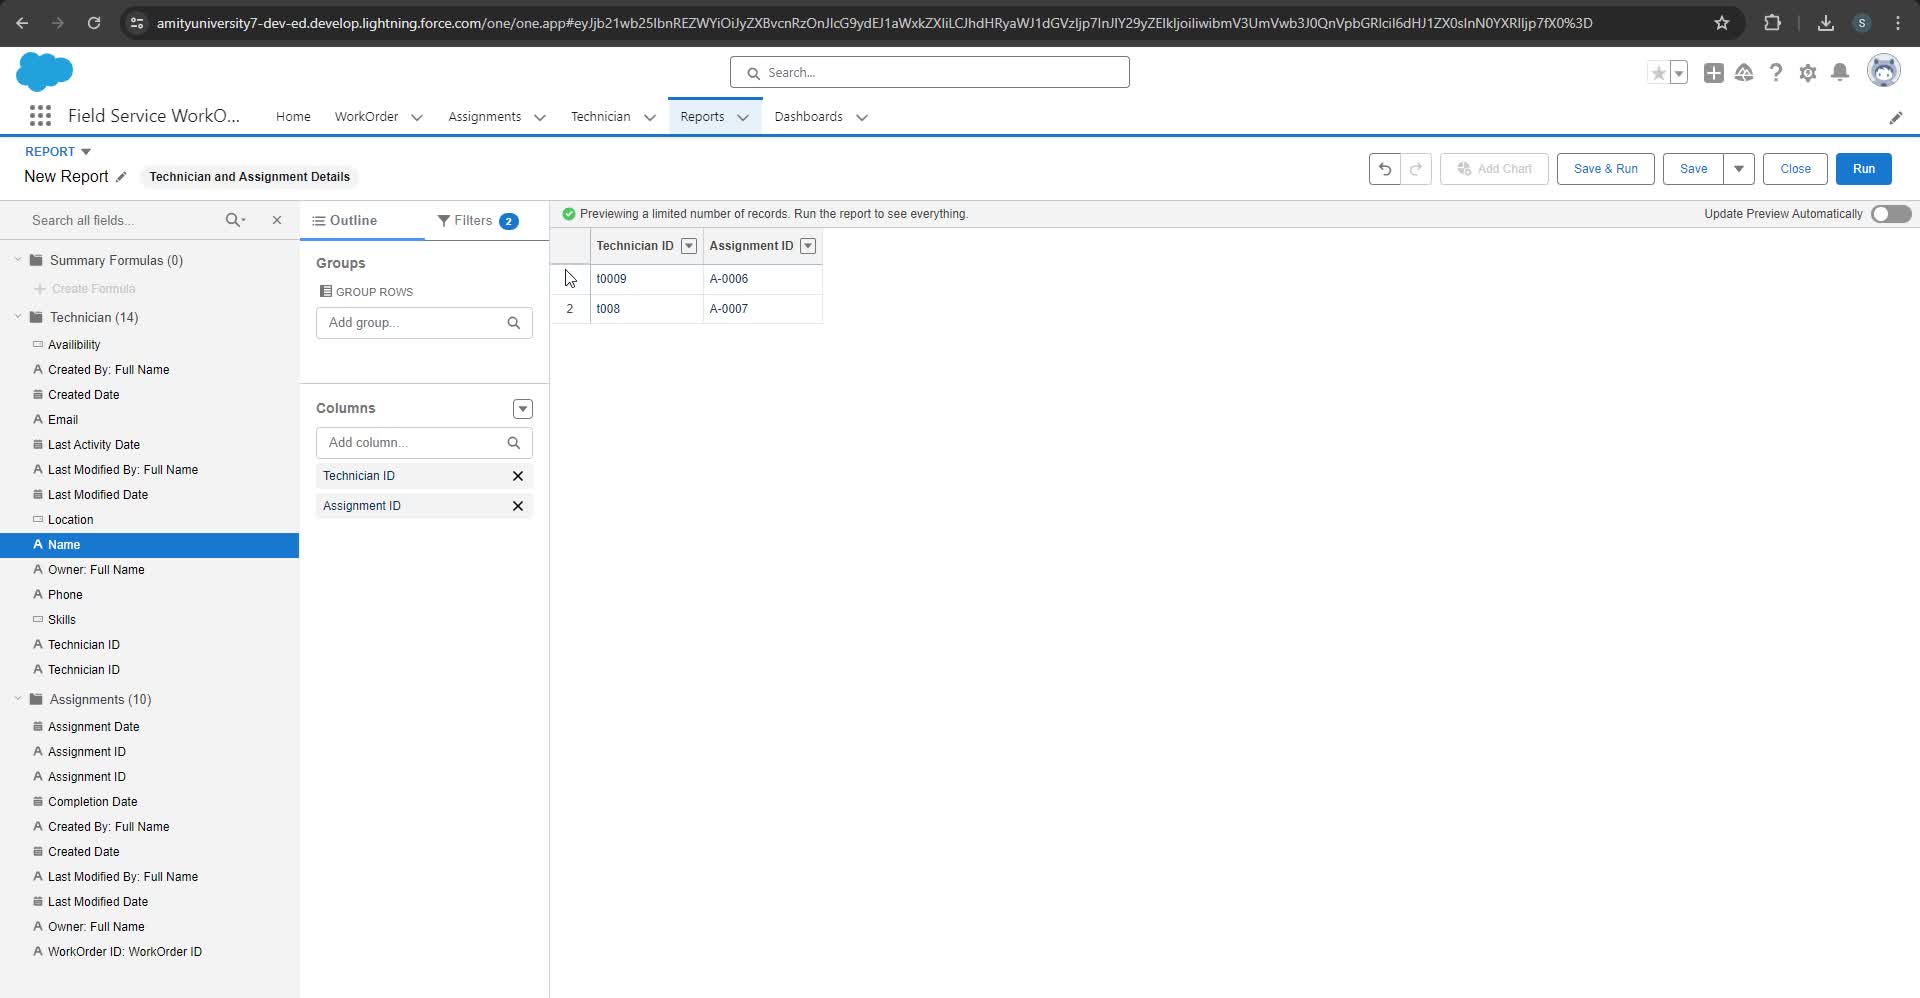 amityuniversity7-dev-ed.develop.lightning.force.com/one/one.app#eyJjb21wb25lbnREZWYiOiJyZXBvcnRzOnJlcG9ydEJ1aWxkZXIiLCJhdHRyaWJ1dGVzIjp7InJlY29yZElkIjoiIiwibmV3UmVwb3J0QnVpbGRlciI6dHJ1ZX0sInN0YXRlIjp7fX0%3D
S
Search...
Field Service WorkO...
Home
WorkOrder
Assignments
Technician
Reports
Dashboards
REPORT
New Report
Technician and Assignment Details
Add Chart
Save & Run
Save
Close
Run
Search all fields...
Outline
Filters
2
Previewing a limited number of records. Run the report to see everything.
Update Preview Automatically
Summary Formulas (0)
Create Formula
Technician (14)
Availibility
Created By: Full Name
Created Date
Email
Last Activity Date
Last Modified By: Full Name
Last Modified Date
Location
Name
Owner: Full Name
Phone
Skills
Technician ID
Technician ID
Assignments (10)
Assignment Date
Assignment ID
Assignment ID
Completion Date
Created By: Full Name
Created Date
Last Modified By: Full Name
Last Modified Date
Owner: Full Name
WorkOrder ID: WorkOrder ID
Groups
GROUP ROWS
Add group...
Columns
Add column...
Technician ID
Assignment ID
Technician ID Assignment ID
t0009 A-0006
2 t008 A-0007